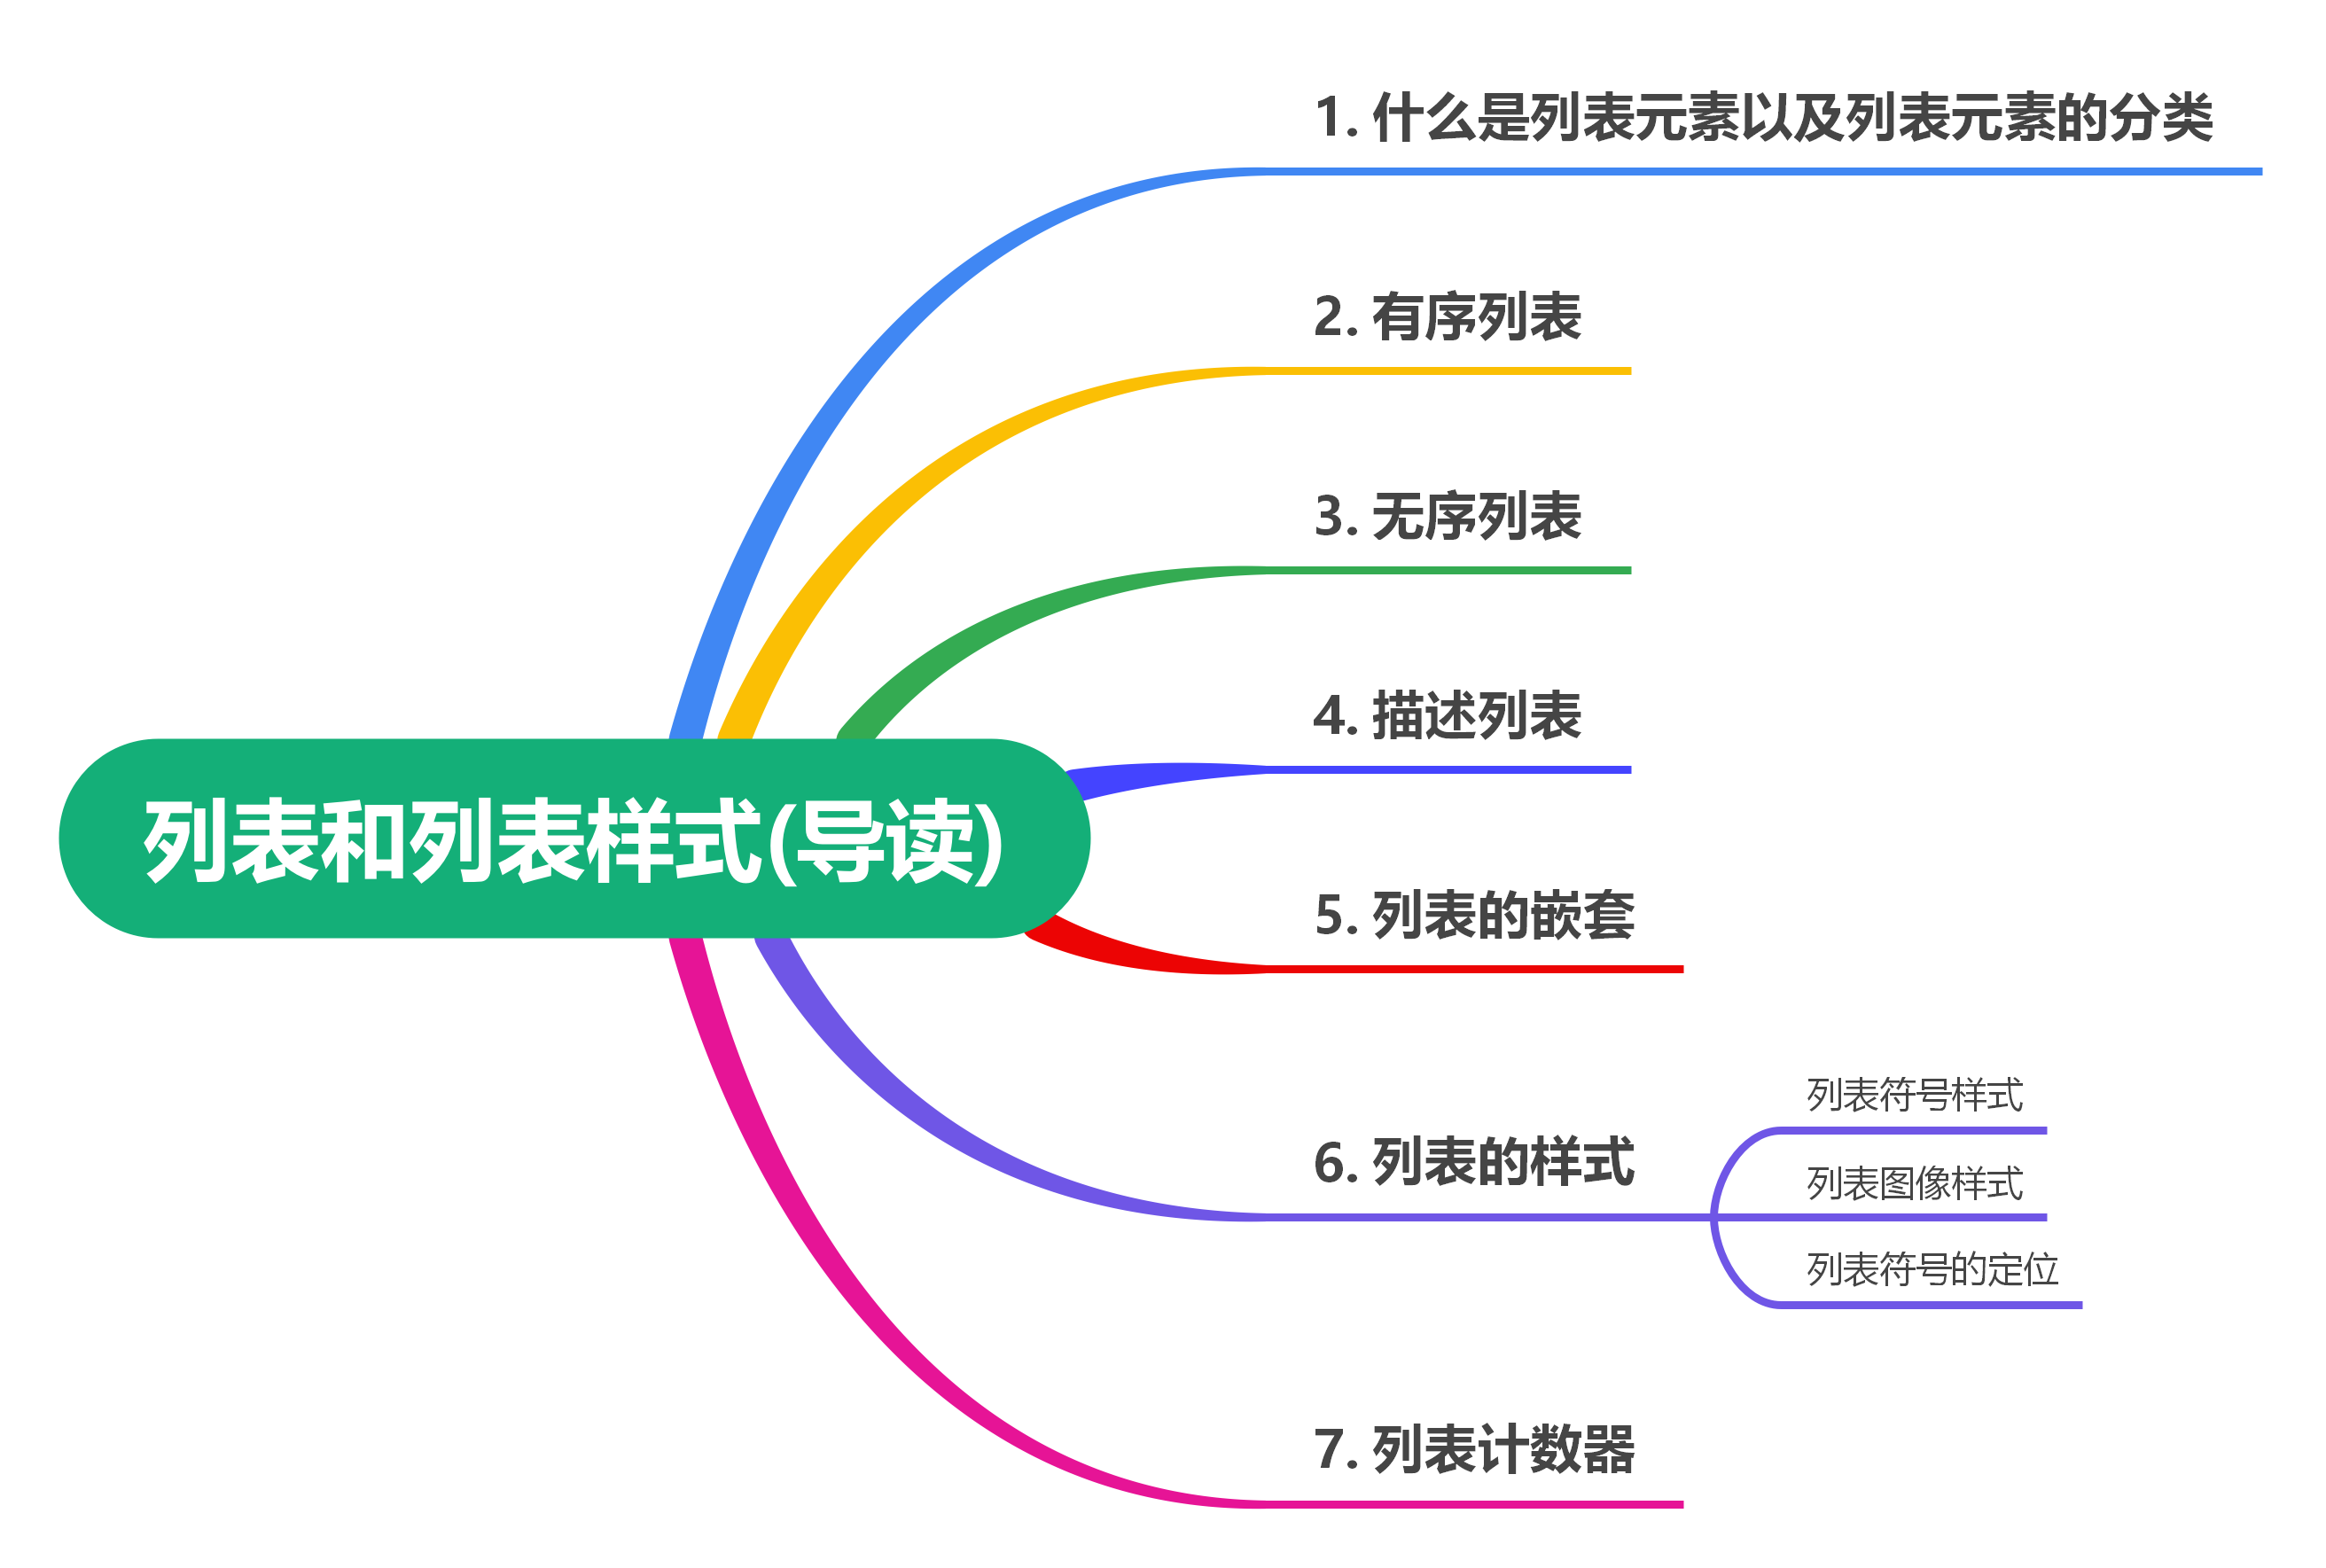 1. 什么是列表元素以及列表元素的分类
2. 有序列表
3. 无序列表
4. 描述列表
列表和列表样式(导读)
5. 列表的嵌套
6. 列表的样式
列表符号样式
列表图像样式
列表符号的定位
7. 列表计数器